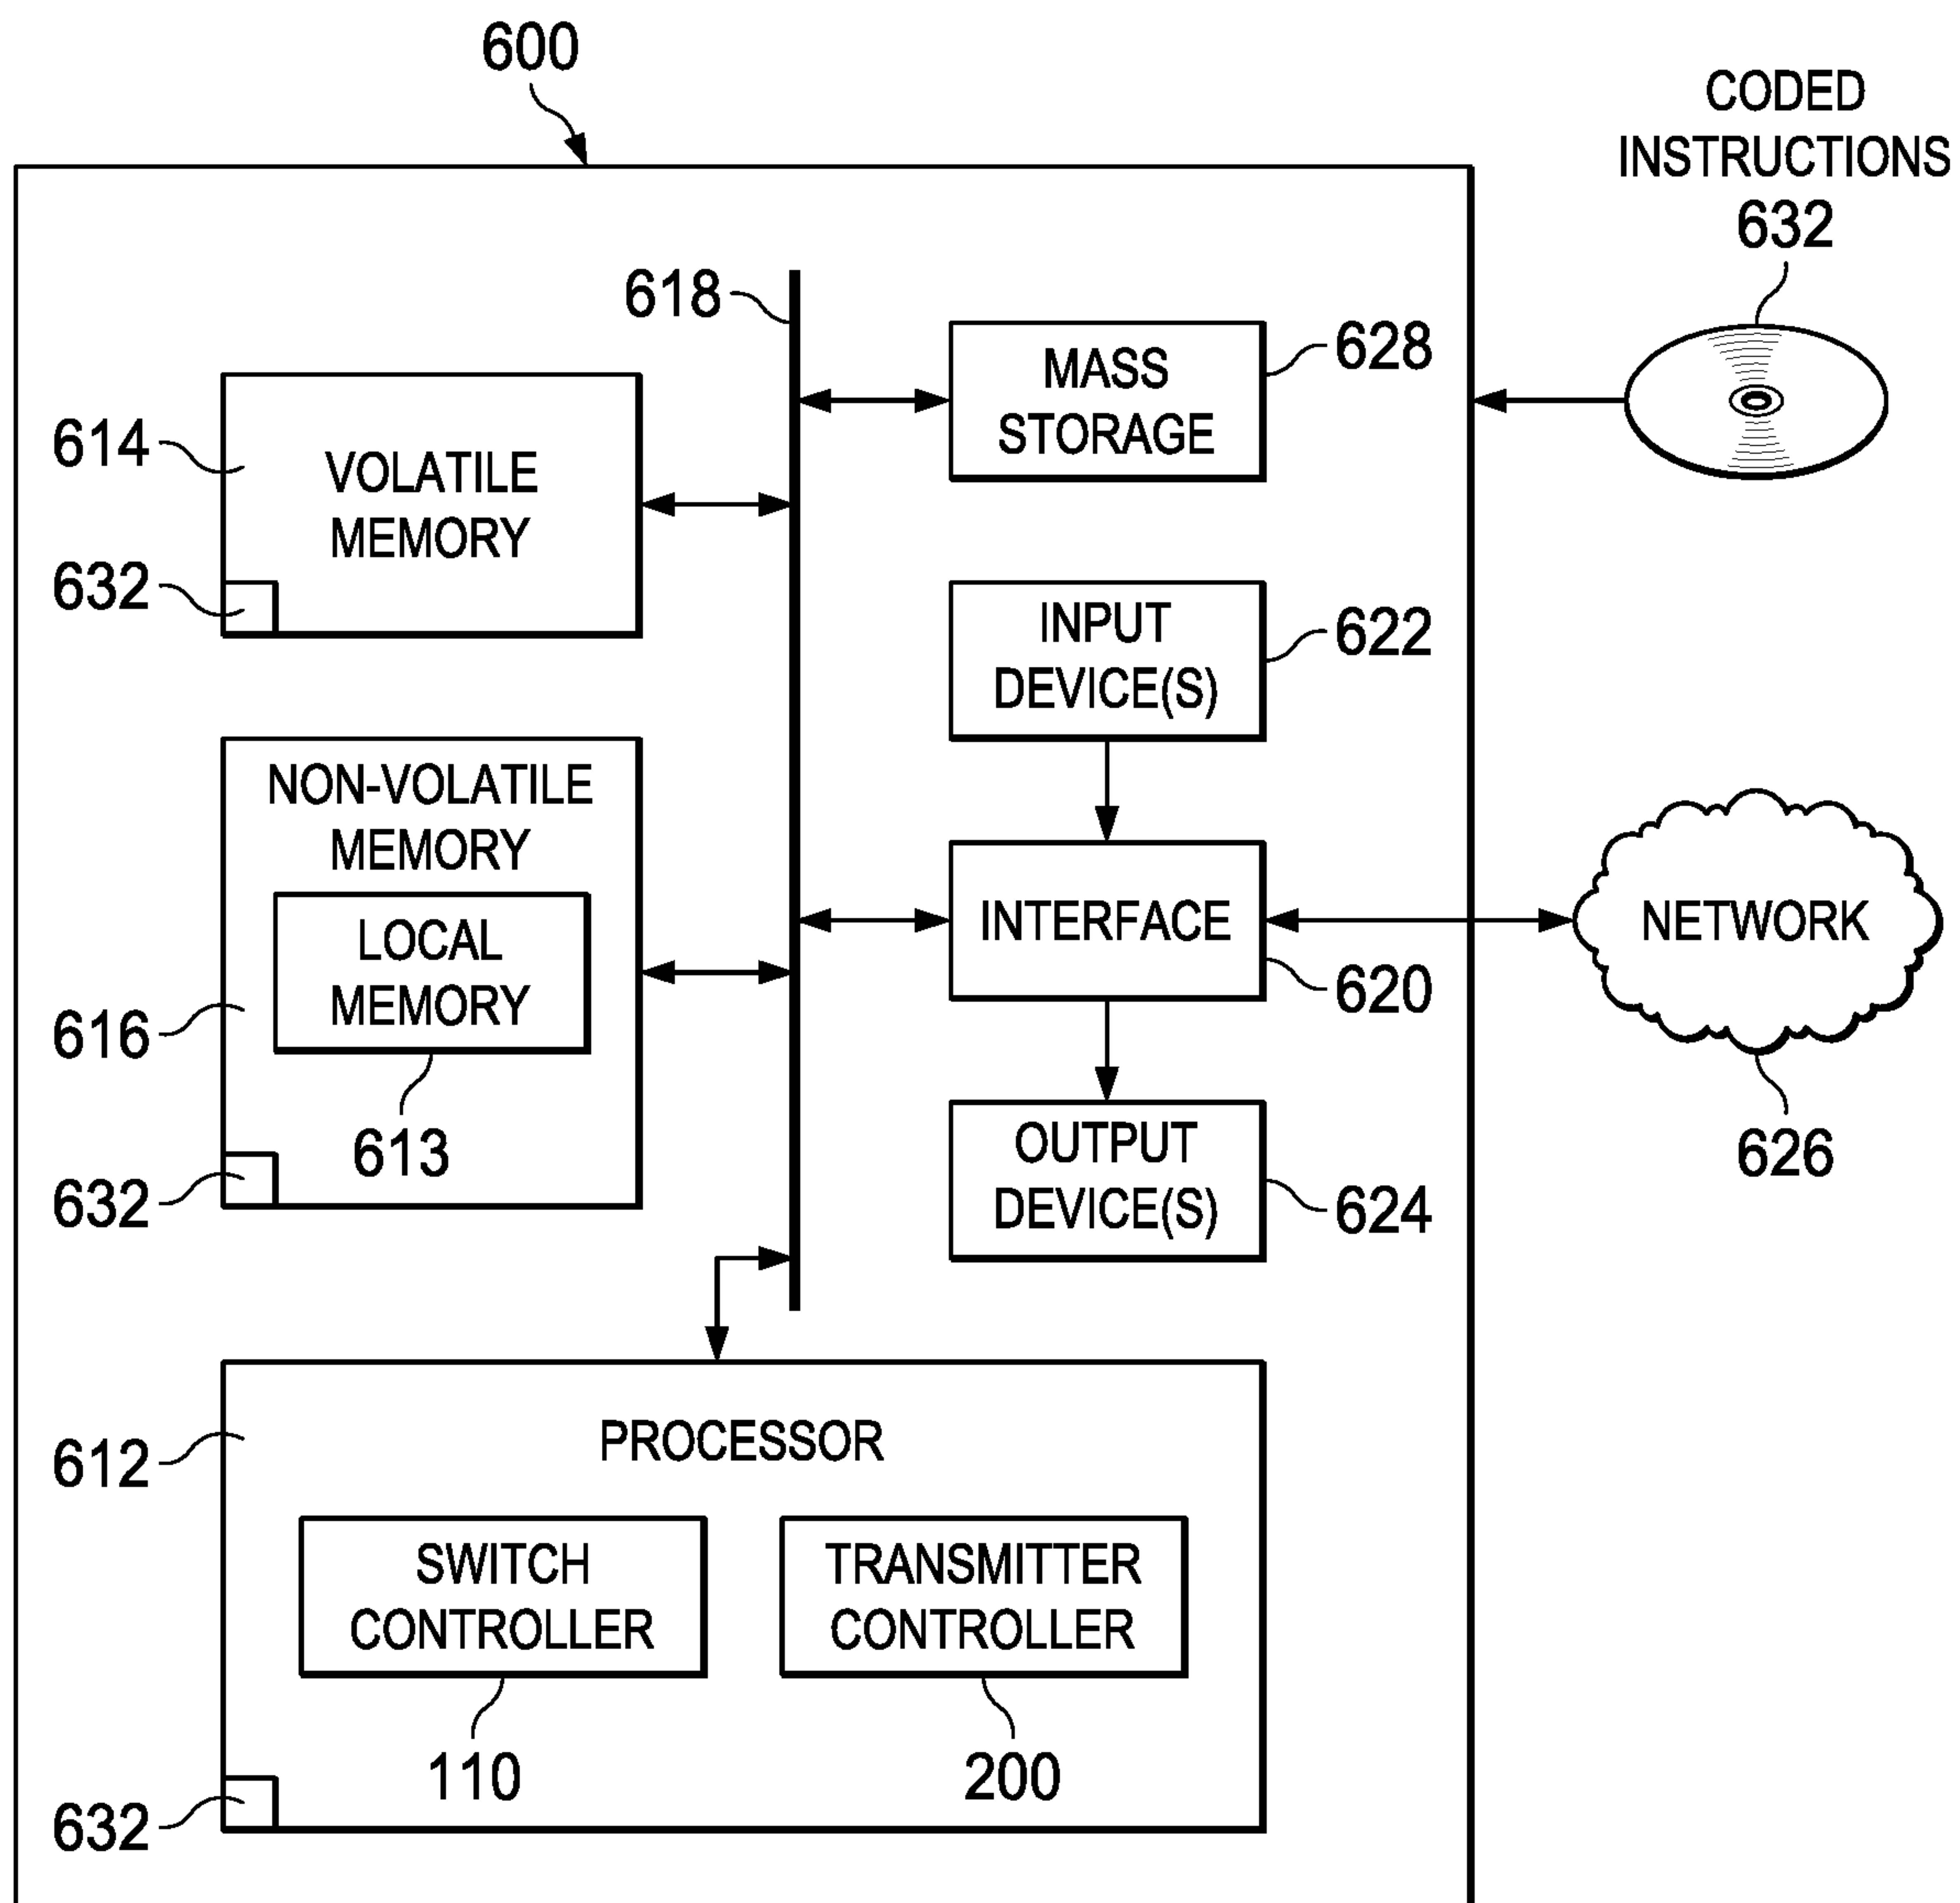 600
CODED
INSTRUCTIONS
632
618
MASS
STORAGE
628
614
VOLATILE
MEMORY
632
INPUT
DEVICE(S)
622
NON-VOLATILE
MEMORY
LOCAL
MEMORY
616
613
632
INTERFACE
620
NETWORK
626
OUTPUT
DEVICE(S)
624
PROCESSOR
612
SWITCH
CONTROLLER
110
TRANSMITTER
CONTROLLER
200
632